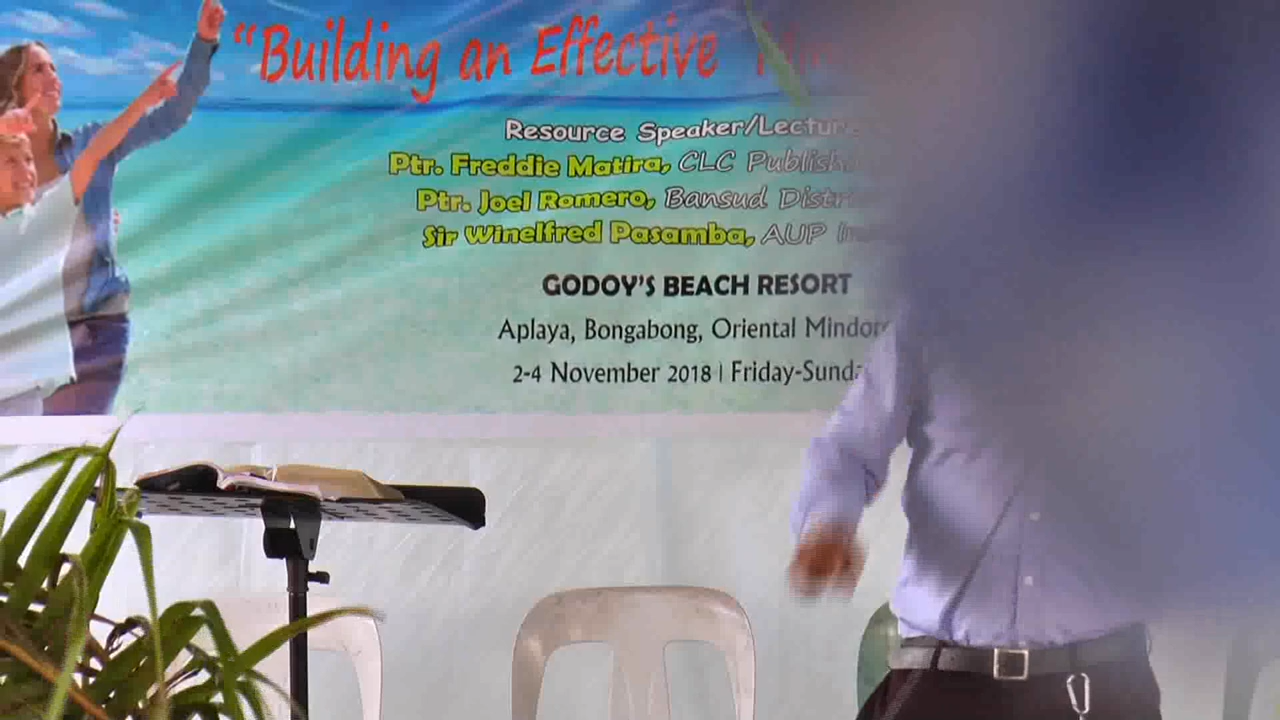 "Building an Effective
Resource Speaker/Lecture
Ptr. Freddie Matira, CLC
Ptr. Joel Romero, Bansud
Sir Winelfred Pasamba, AUP
GODOY'S BEACH RESORT
Aplaya, Bongabong, Oriental
2-4 November 2018 | Friday-